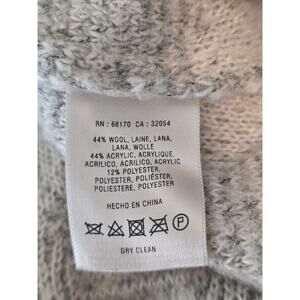 RN : 66170 CA : 32054
44% WOOL, LAINE, LANA,
LANA, WOLLE
44% ACRYLIC, ACRYLIQUE,
ACRILICO, ACRILICO, ACRYLIC
12% POLYESTER,
POLYESTER, POLIÉSTER,
POLIESTERE, POLYESTER
HECHO EN CHINA
P
DRY CLEAN